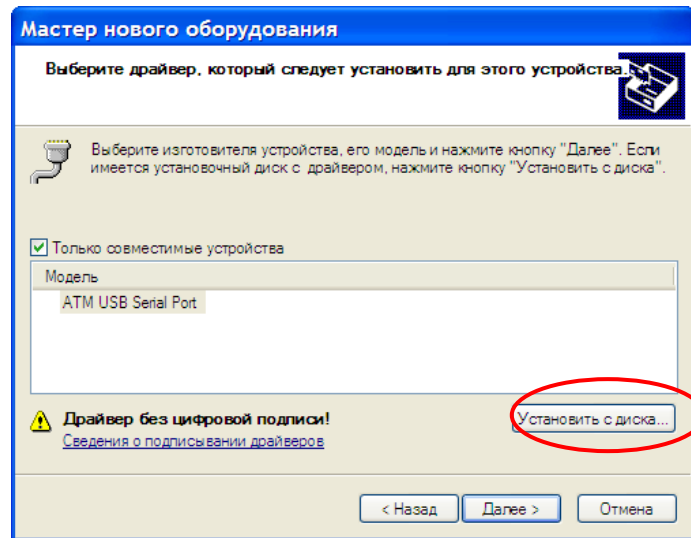 Мастер нового оборудования
Выберите драйвер, который следует установить для этого устройства.
Выберите изготовителя устройства, его модель и нажмите кнопку "Далее". Если
имеется установочный диск с драйвером, нажмите кнопку "Установить с диска".
Только совместимые устройства
Модель
ATM USB Serial Port
Драйвер без цифровой подписи!
Установить с диска...
Сведения о подписывании драйверов
< Назад
Далее >
Отмена